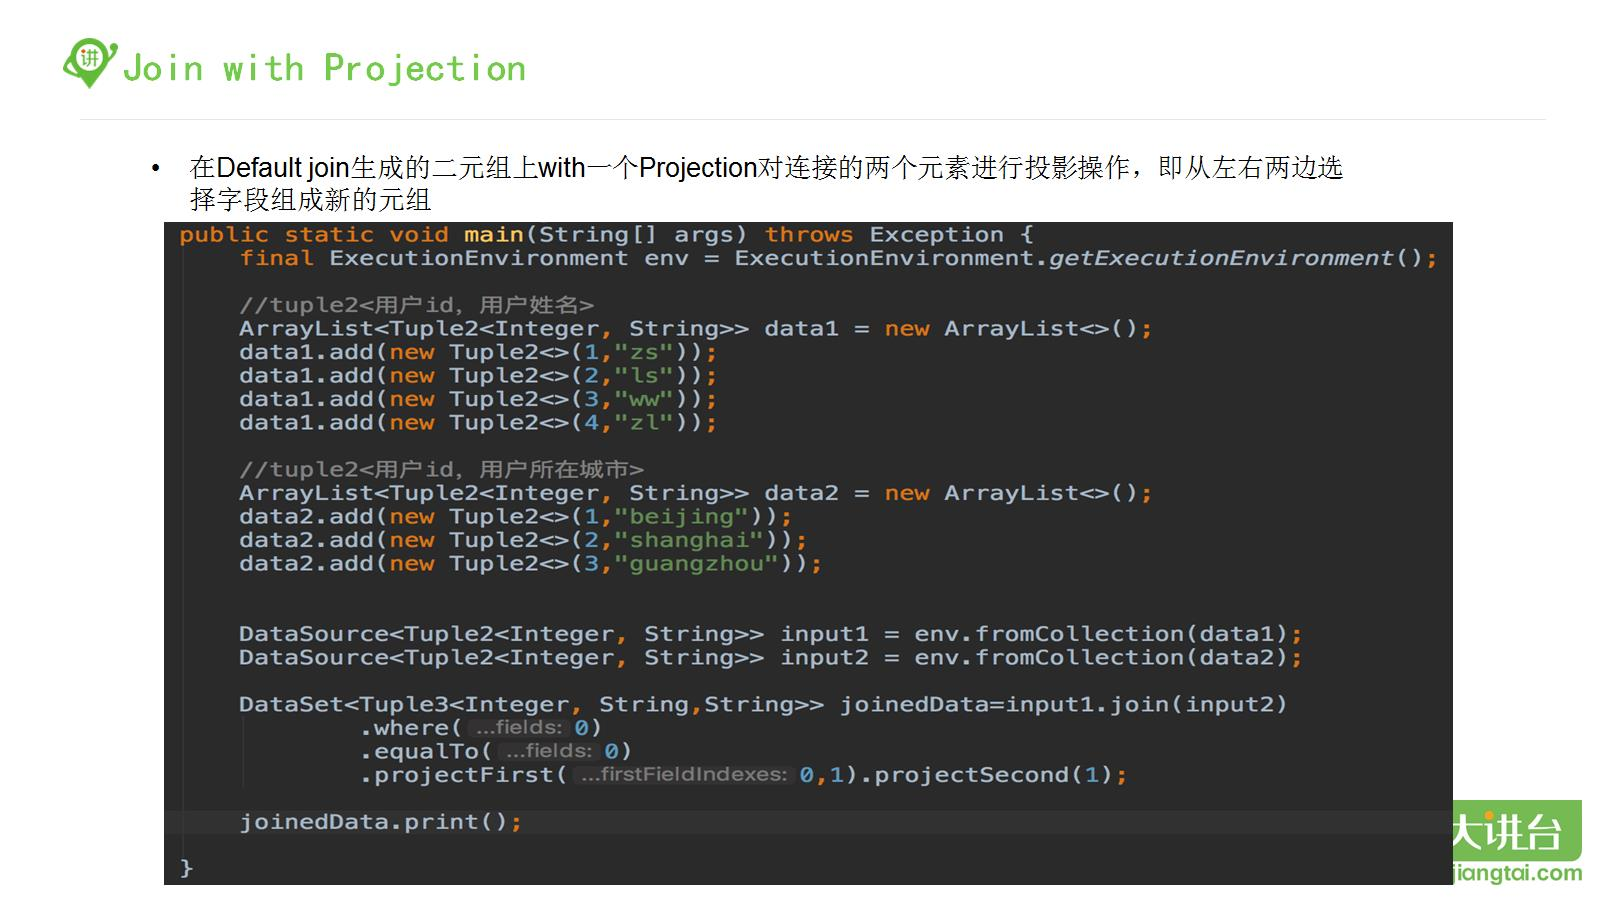 讲
Join with Projection
• 在Default join生成的二元组上with一个Projection对连接的两个元素进行投影操作，即从左右两边选
择字段组成新的元组
public static void main(String[] args) throws Exception {
final ExecutionEnvironment env = ExecutionEnvironment.getExecutionEnvironment();
//tuple2<用户id, 用户姓名>
ArrayList<Tuple2<Integer, String>> data1 = new ArrayList<>();
data1.add(new Tuple2<>(1,"zs"));
data1.add(new Tuple2<>(2,"ls"));
data1.add(new Tuple2<>(3,"ww"));
data1.add(new Tuple2<>(4,"zl"));
//tuple2<用户id, 用户所在城市>
ArrayList<Tuple2<Integer, String>> data2 = new ArrayList<>();
data2.add(new Tuple2<>(1,"beijing"));
data2.add(new Tuple2<>(2,"shanghai"));
data2.add(new Tuple2<>(3,"guangzhou"));
DataSource<Tuple2<Integer, String>> input1 = env.fromCollection(data1);
DataSource<Tuple2<Integer, String>> input2 = env.fromCollection(data2);
DataSet<Tuple3<Integer, String,String>> joinedData=input1.join(input2)
.where( ...fields: 0)
.equalTo( ...fields: 0)
.projectFirst( ...firstFieldIndexes: 0,1).projectSecond(1);
joinedData.print();
}
大讲台
jiangtai.com